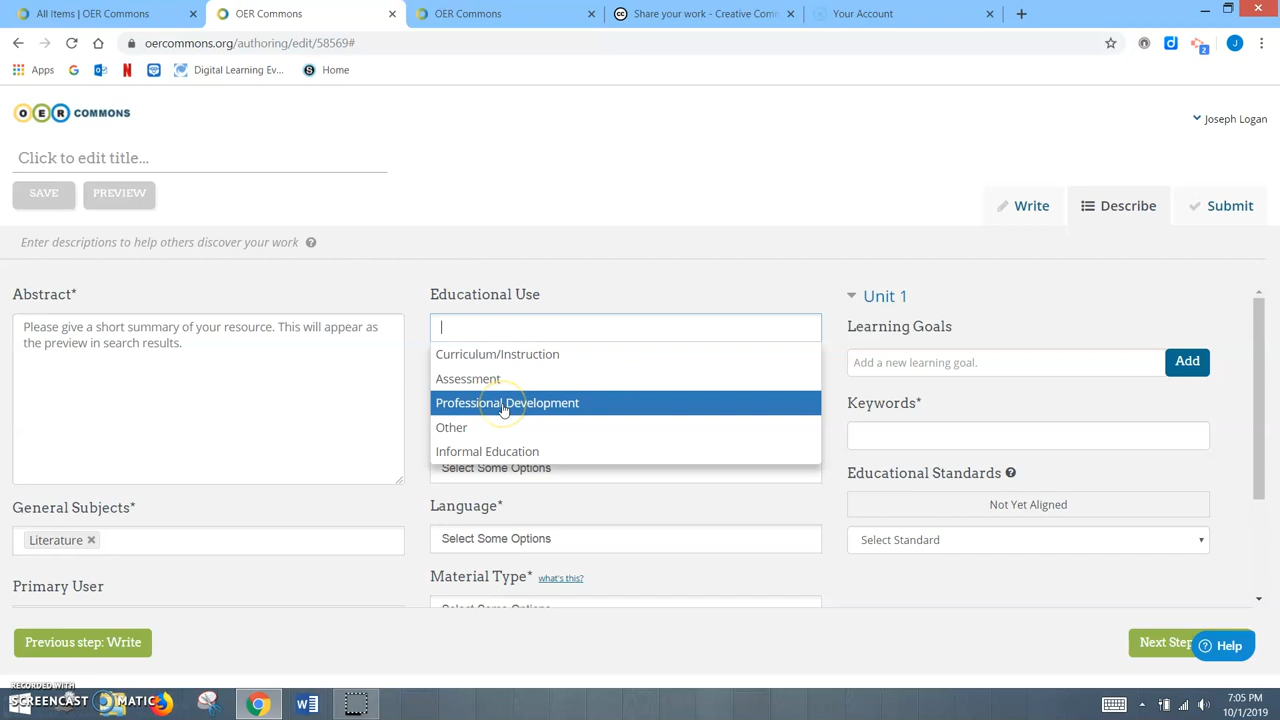 All Items | OER Commons
OER Commons
OER Commons
Share your work - Creative Com
Your Account
oercommons.org/authoring/edit/58569#
2
J
Apps
G
N
Digital Learning Ev...
S
Home
OER COMMONS
Joseph Logan
Click to edit title...
SAVE
PREVIEW
Write
Describe
Submit
Enter descriptions to help others discover your work ?
Abstract*
Please give a short summary of your resource. This will appear as
the preview in search results.
General Subjects*
Literature
Primary User
Educational Use
Curriculum/Instruction
Assessment
Professional Development
Other
Informal Education
Select Some Options
Language*
Select Some Options
Material Type* what's this?
Select Some Options
Unit 1
Learning Goals
Add a new learning goal.
Add
Keywords*
Educational Standards ?
Not Yet Aligned
Select Standard
Previous step: Write
Next Step
? Help
RECORDED WITH
SCREENCAST MATIC
7:05 PM
10/1/2019